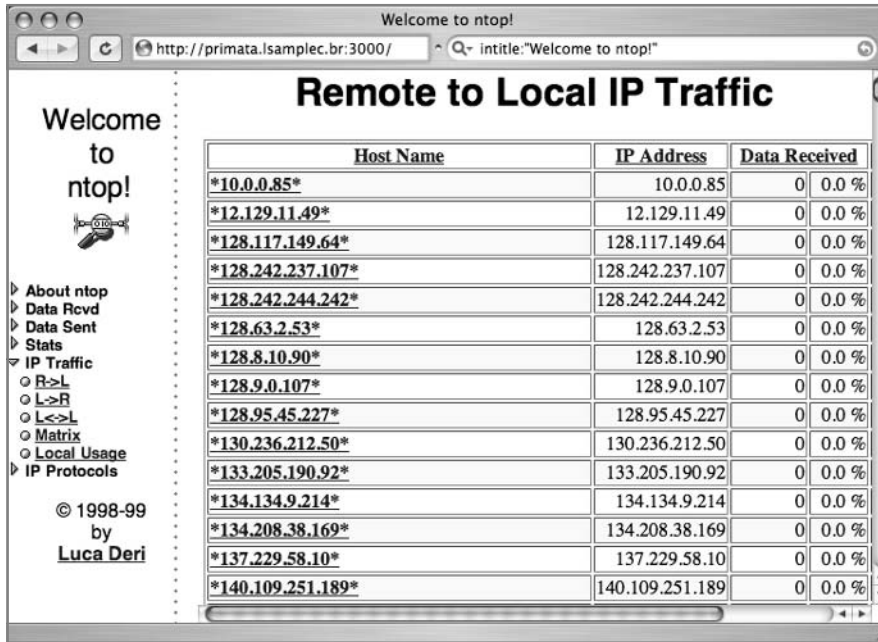 Welcome to ntop!
http://primata.lsamplec.br:3000/
intitle:"Welcome to ntop!"
Welcome
to
ntop!
About ntop
Data Rcvd
Data Sent
Stats
IP Traffic
R->L
L->R
L<->L
Matrix
Local Usage
IP Protocols
© 1998-99
by
Luca Deri
Remote to Local IP Traffic
Host Name IP Address Data Received
*10.0.0.85* 10.0.0.85 0 0.0 %
*12.129.11.49* 12.129.11.49 0 0.0 %
*128.117.149.64* 128.117.149.64 0 0.0 %
*128.242.237.107* 128.242.237.107 0 0.0 %
*128.242.244.242* 128.242.244.242 0 0.0 %
*128.63.2.53* 128.63.2.53 0 0.0 %
*128.8.10.90* 128.8.10.90 0 0.0 %
*128.9.0.107* 128.9.0.107 0 0.0 %
*128.95.45.227* 128.95.45.227 0 0.0 %
*130.236.212.50* 130.236.212.50 0 0.0 %
*133.205.190.92* 133.205.190.92 0 0.0 %
*134.134.9.214* 134.134.9.214 0 0.0 %
*134.208.38.169* 134.208.38.169 0 0.0 %
*137.229.58.10* 137.229.58.10 0 0.0 %
*140.109.251.189* 140.109.251.189 0 0.0 %